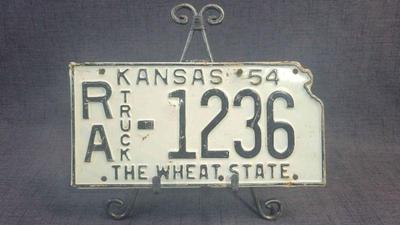 KANSAS 54
RA TRUCK - 1236
THE WHEAT STATE